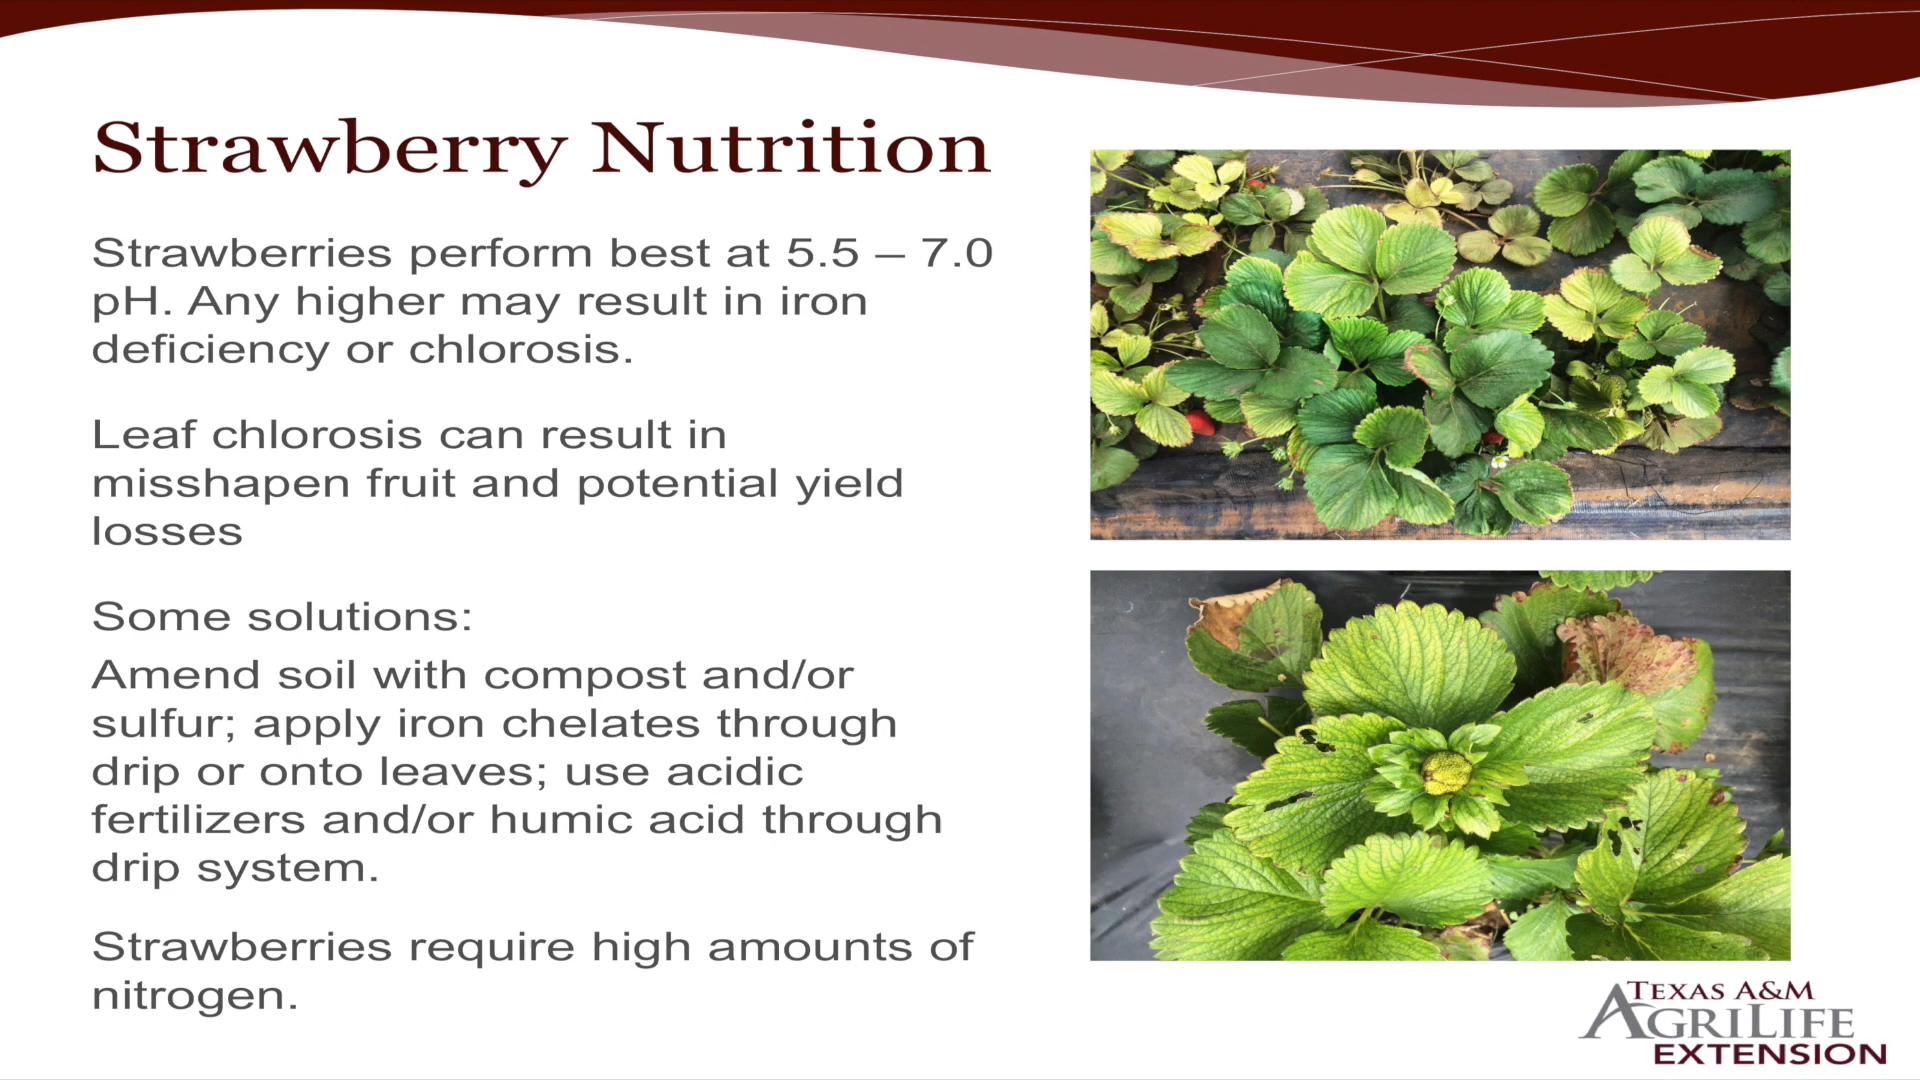 Strawberry Nutrition
Strawberries perform best at 5.5 – 7.0
pH. Any higher may result in iron
deficiency or chlorosis.
Leaf chlorosis can result in
misshapen fruit and potential yield
losses
Some solutions:
Amend soil with compost and/or
sulfur; apply iron chelates through
drip or onto leaves; use acidic
fertilizers and/or humic acid through
drip system.
Strawberries require high amounts of
nitrogen.
TEXAS A&M
AGRILIFE
EXTENSION